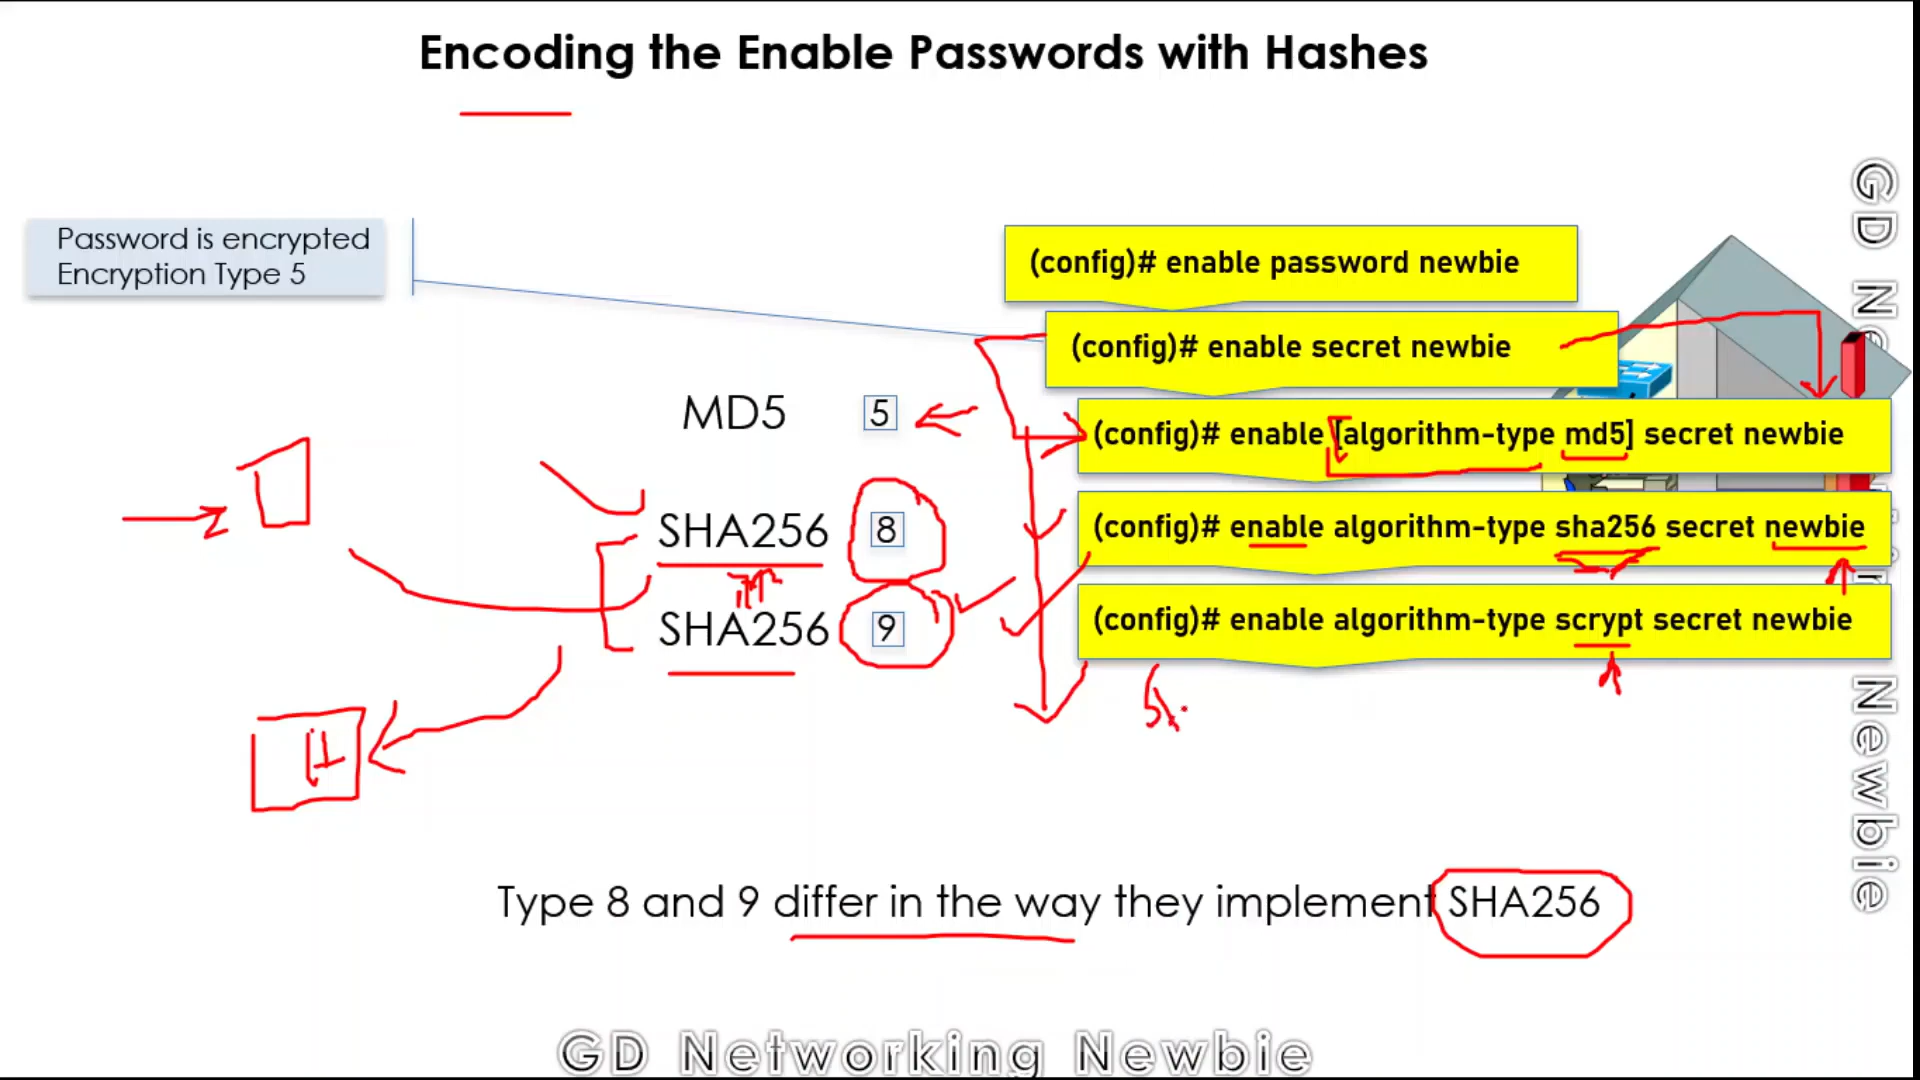 Encoding the Enable Passwords with Hashes
Password is encrypted
Encryption Type 5
(config)# enable password newbie
(config)# enable secret newbie
MD5 5
(config)# enable [algorithm-type md5] secret newbie
SHA256 8
(config)# enable algorithm-type sha256 secret newbie
SHA256 9
(config)# enable algorithm-type scrypt secret newbie
Type 8 and 9 differ in the way they implement SHA256
GD Networking Newbie